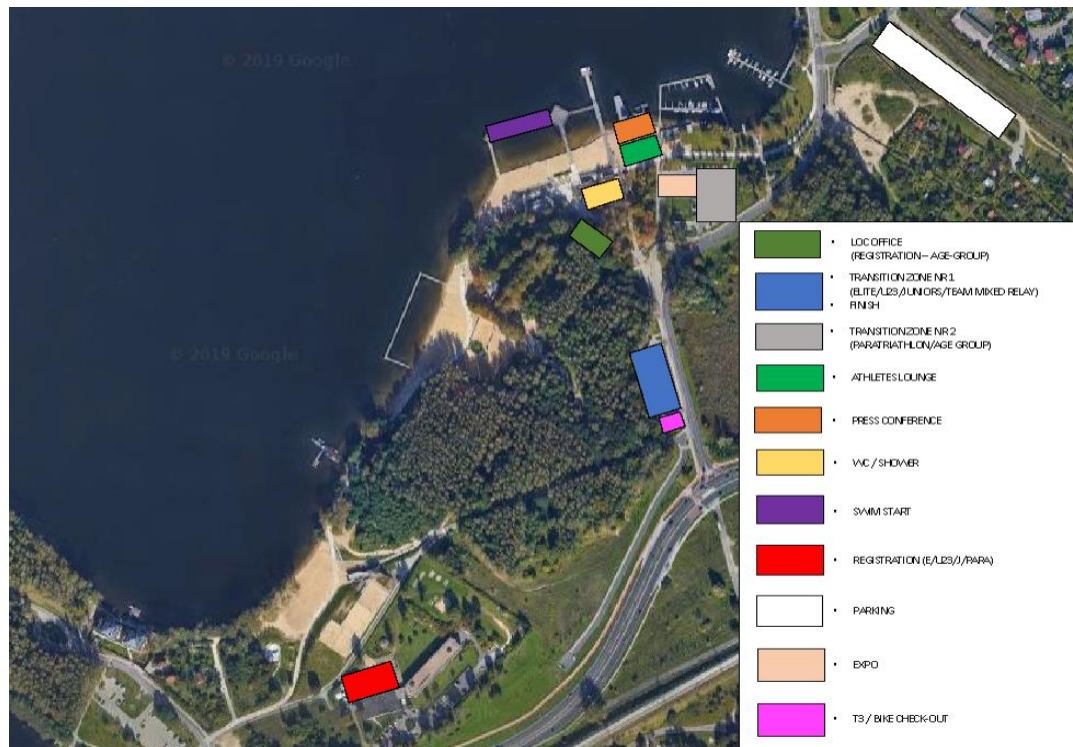 © 2019 Google
© 2019 Google
LOC OFFICE
(REGISTRATION – AGE-GROUP)
TRANSITION ZONE NR 1
(ELITE/U23/JUNIORS/TEAM MIXED RELAY)
FINISH
TRANSITION ZONE NR 2
(PARATRIATHLON/AGE GROUP)
ATHLETES LOUNGE
PRESS CONFERENCE
WC / SHOWER
SWIM START
REGISTRATION (E/U23/J/PARA)
PARKING
EXPO
T3 / BIKE CHECK-OUT